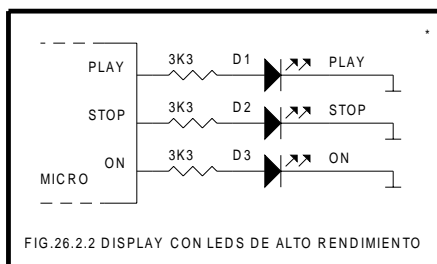 *
PLAY 3K3 D1 PLAY
STOP 3K3 D2 STOP
ON 3K3 D3 ON
MICRO
FIG.26.2.2 DISPLAY CON LEDS DE ALTO RENDIMIENTO